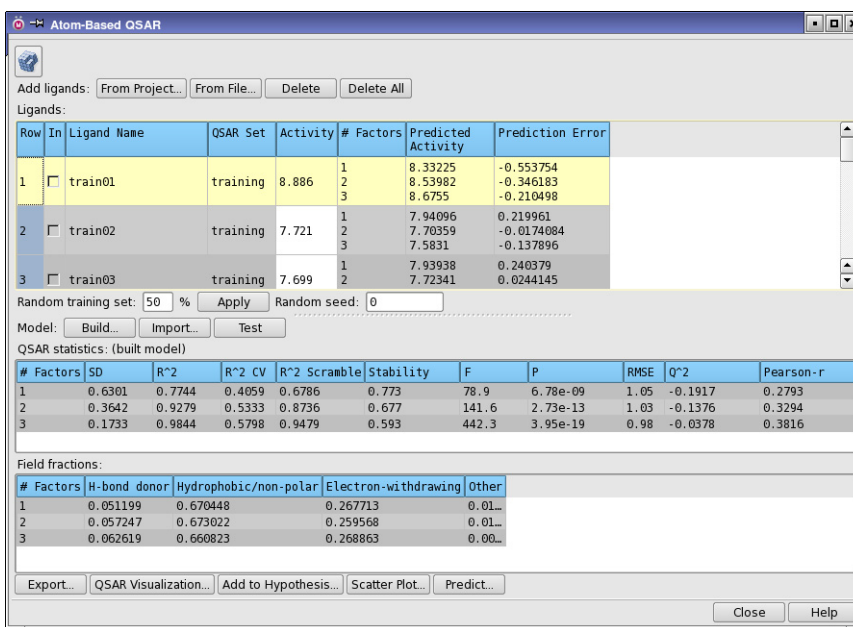 Atom-Based QSAR
Add ligands: From Project... From File... Delete Delete All
Ligands:
Row In Ligand Name QSAR Set Activity # Factors Predicted Activity Prediction Error
1 train01 training 8.886
1 8.33225 -0.553754
2 8.53982 -0.346183
3 8.6755 -0.210498
2 train02 training 7.721
1 7.94096 0.219961
2 7.70359 -0.0174084
3 7.5831 -0.137896
3 train03 training 7.699
1 7.93938 0.240379
2 7.72341 0.0244145
Random training set: 50 % Apply Random seed: 0
Model: Build... Import... Test
QSAR statistics: (built model)
# Factors SD R^2 R^2 CV R^2 Scramble Stability F P RMSE Q^2 Pearson-r
1 0.6301 0.7744 0.4059 0.6786 0.773 78.9 6.78e-09 1.05 -0.1917 0.2793
2 0.3642 0.9279 0.5333 0.8736 0.677 141.6 2.73e-13 1.03 -0.1376 0.3294
3 0.1733 0.9844 0.5798 0.9479 0.593 442.3 3.95e-19 0.98 -0.0378 0.3816
Field fractions:
# Factors H-bond donor Hydrophobic/non-polar Electron-withdrawing Other
1 0.051199 0.670448 0.267713 0.01...
2 0.057247 0.673022 0.259568 0.01...
3 0.062619 0.660823 0.268863 0.00...
Export... QSAR Visualization... Add to Hypothesis... Scatter Plot... Predict...
Close Help